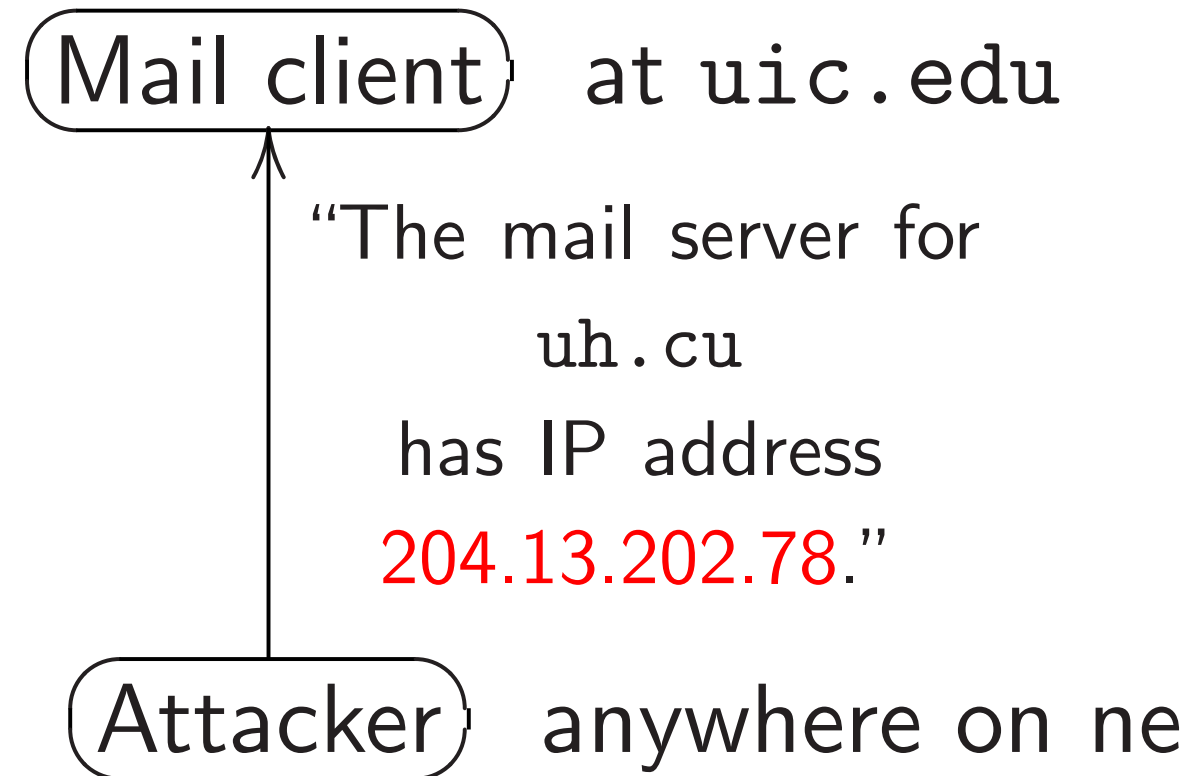 Mail client at uic.edu
“The mail server for
uh.cu
has IP address
204.13.202.78.”
Attacker anywhere on ne